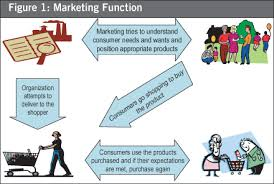 Figure 1: Marketing Function
Marketing tries to understand
consumer needs and wants and
position appropriate products
Organization
attempts to
deliver to the
shopper
Consumers go shopping to buy
the product
Consumers use the products
purchased and if their expectations
are met, purchase again